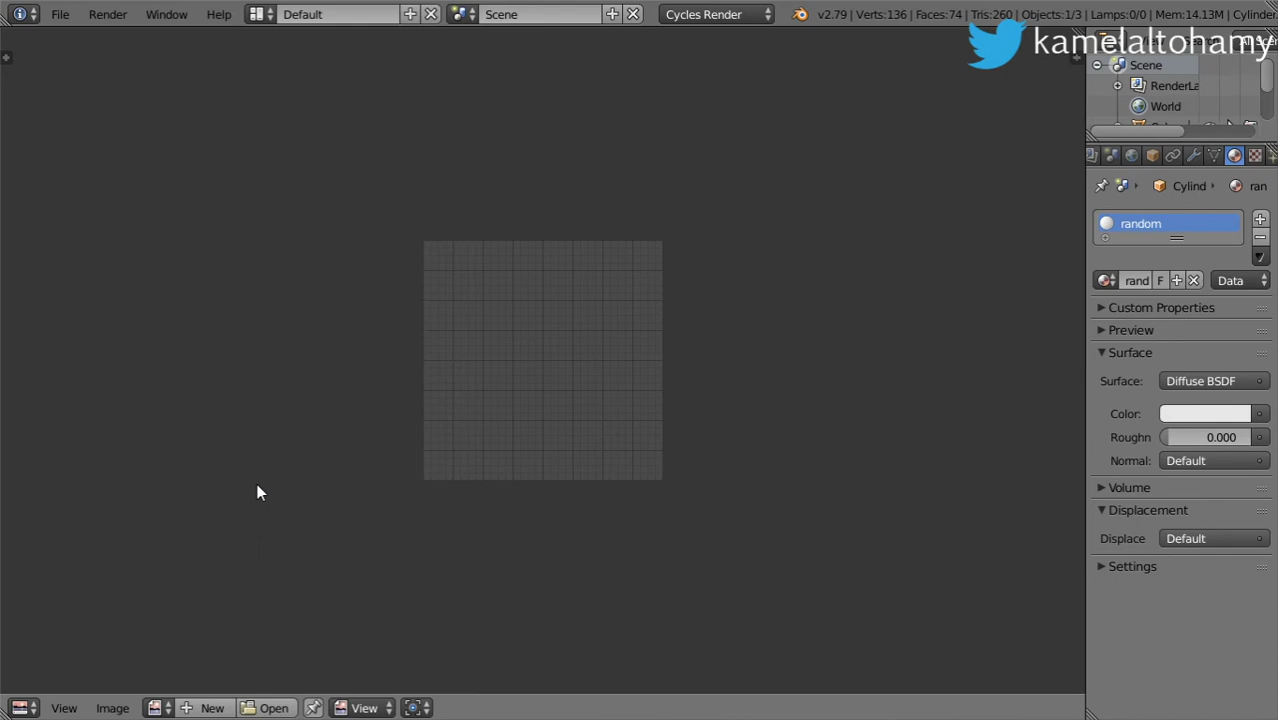 File Render Window Help Default Scene Cycles Render v2.79 | Verts:136 | Faces:74 | Tris:260 | Objects:1/3 | Lamps:0/0 | Mem:14.13M | Cylinder
kamelaltohamy
Scene
RenderLa
World
Cylind ran
random
rand F Data
Custom Properties
Preview
Surface
Surface: Diffuse BSDF
Color:
Roughn 0.000
Normal: Default
Volume
Displacement
Displace Default
Settings
View Image New Open View